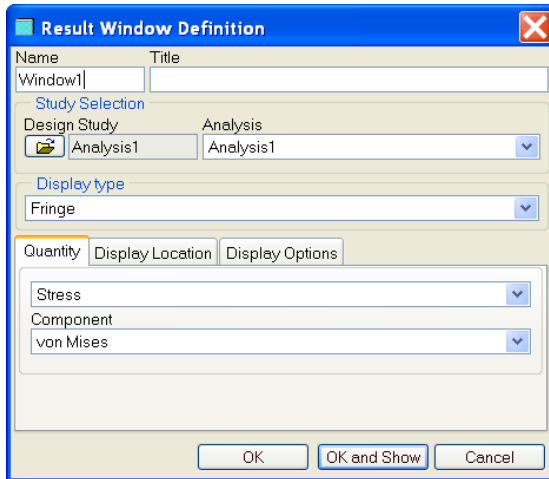 Result Window Definition
Name Title
Window1
Study Selection
Design Study Analysis
Analysis1 Analysis1
Display type
Fringe
Quantity Display Location Display Options
Stress
Component
von Mises
OK OK and Show Cancel